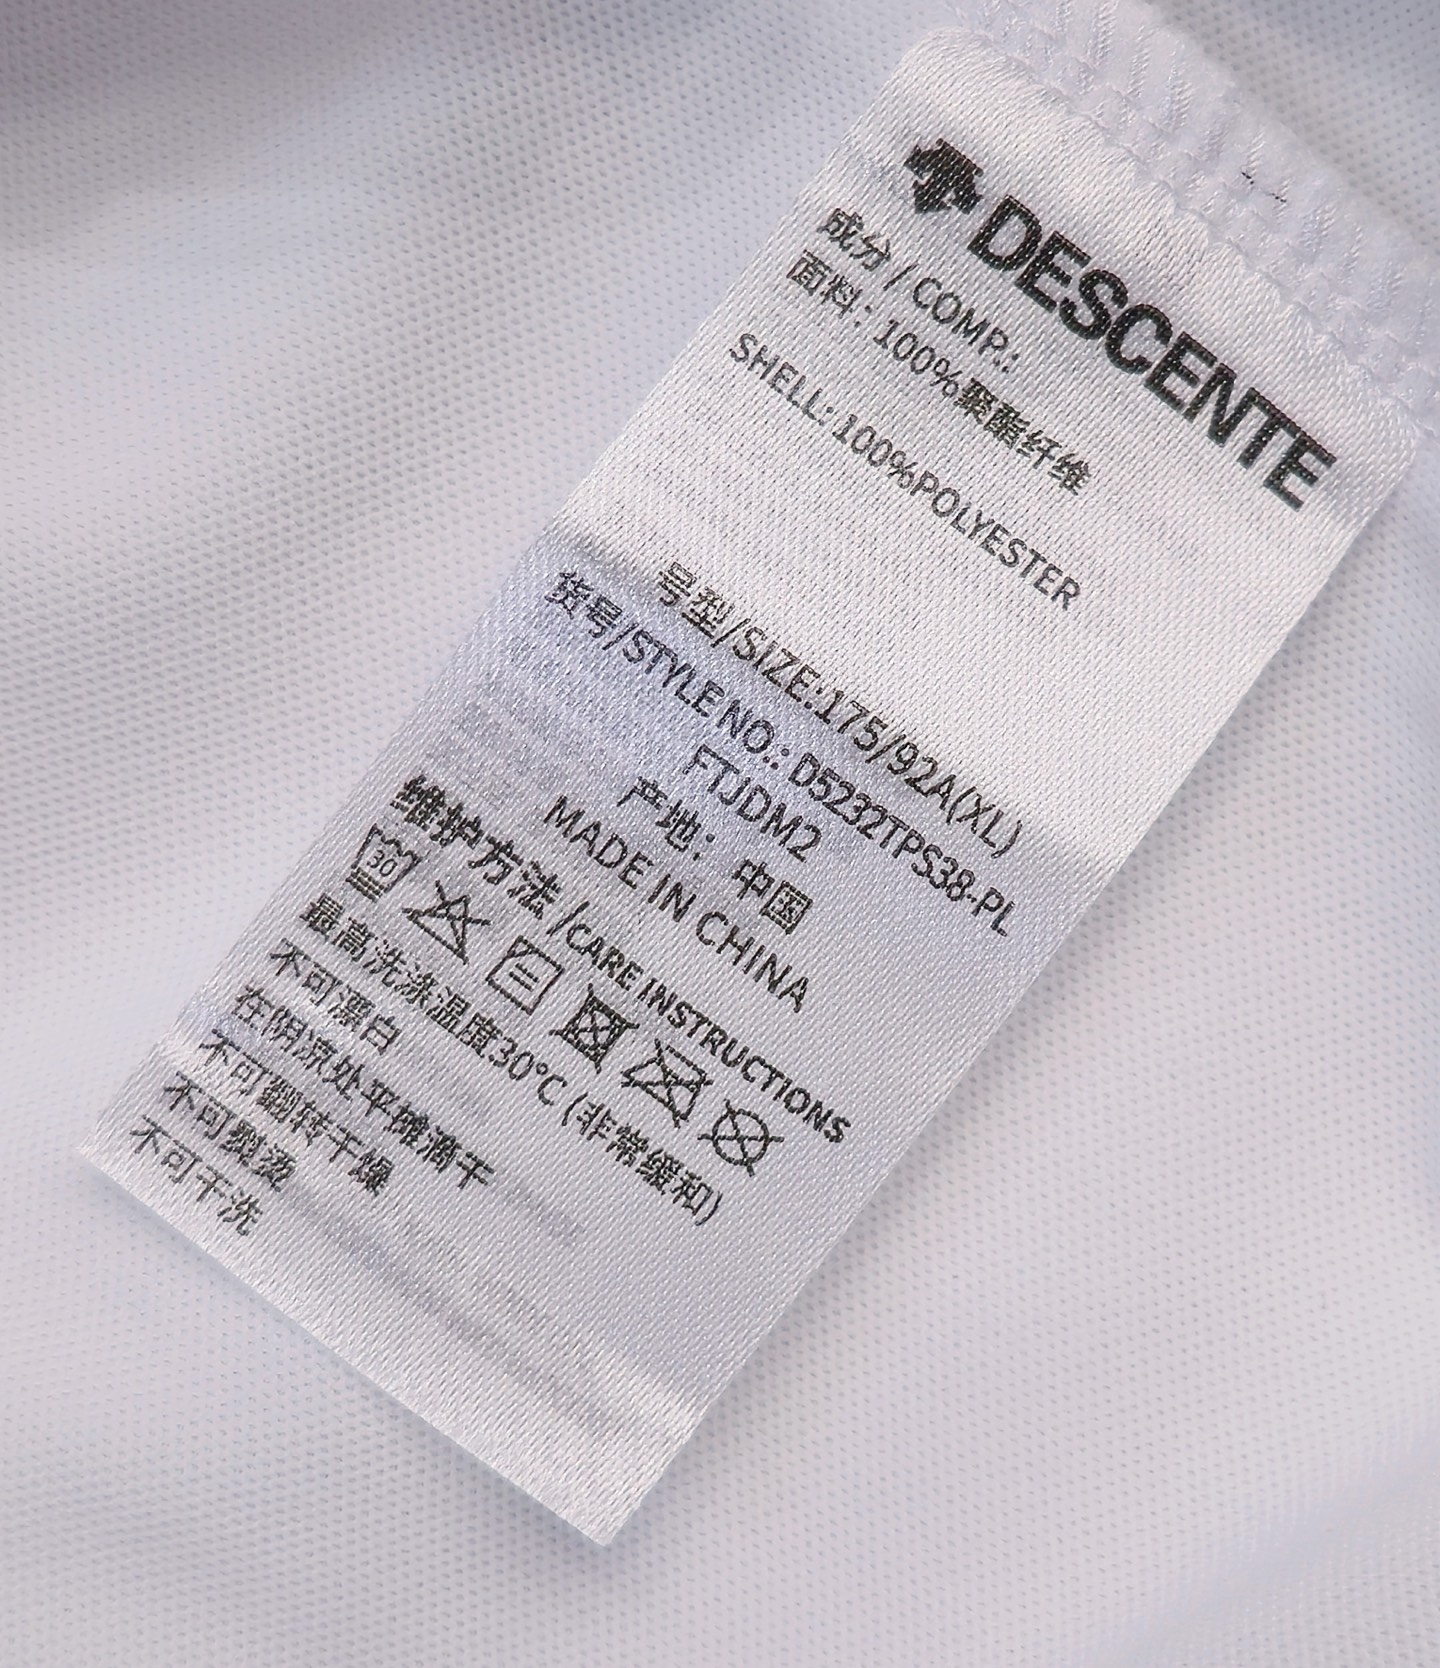 DESCENTE
成分 / COMP.:
面料: 100%聚酯纤维
SHELL: 100%POLYESTER
号型/SIZE:175/92A(XL)
货号/STYLE NO.: D5232TPS38-PL
FTJDM2
产地: 中国
MADE IN CHINA
维护方法 /CARE INSTRUCTIONS
30
最高洗涤温度30°C (非常缓和)
不可漂白
在阴凉处平摊滴干
不可翻转干燥
不可熨烫
不可干洗